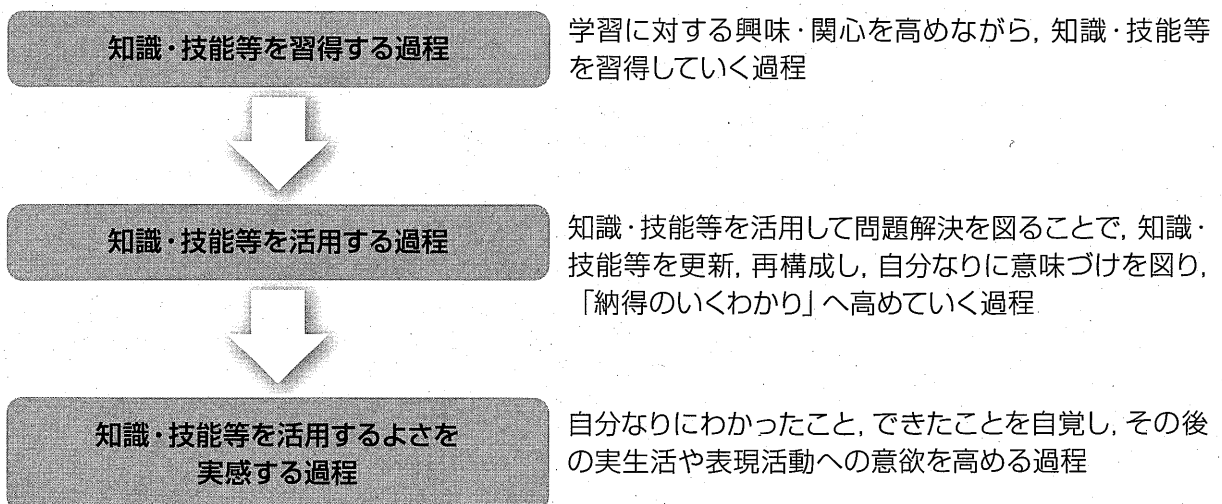 知識・技能等を習得する過程
学習に対する興味・関心を高めながら, 知識・技能等
を習得していく過程
知識・技能等を活用する過程
知識・技能等を活用して問題解決を図ることで, 知識・
技能等を更新, 再構成し, 自分なりに意味づけを図り,
「納得のいくわかり」へ高めていく過程
知識・技能等を活用するよさを
実感する過程
自分なりにわかったこと, できたことを自覚し, その後
の実生活や表現活動への意欲を高める過程